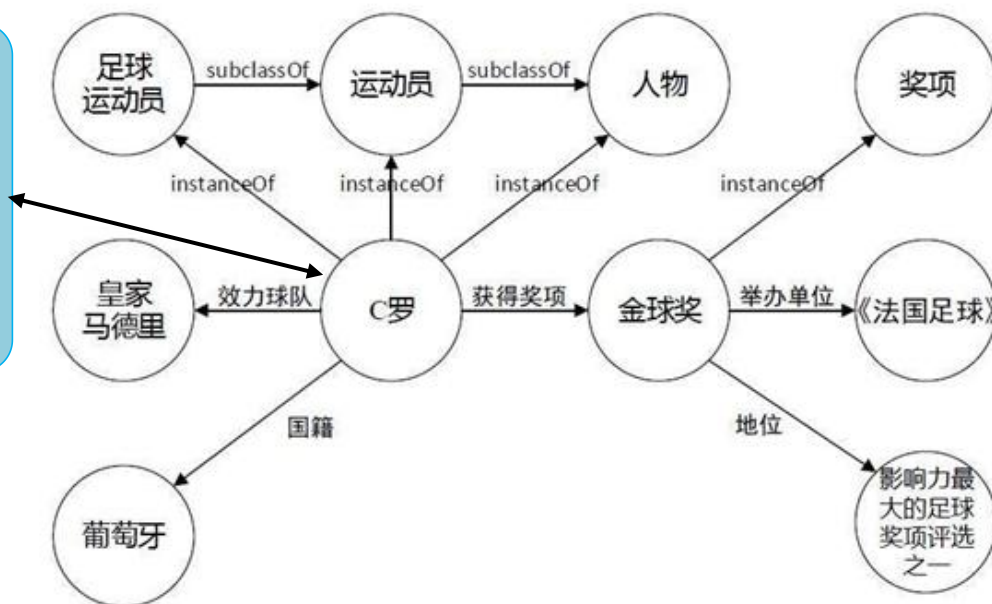 足球
运动员
subclassOf
运动员
subclassOf
人物
奖项
instanceOf
instanceOf
instanceOf
instanceOf
皇家
马德里
效力球队
C罗
获得奖项
金球奖
举办单位
《法国足球》
国籍
地位
葡萄牙
影响力最
大的足球
奖项评选
之一